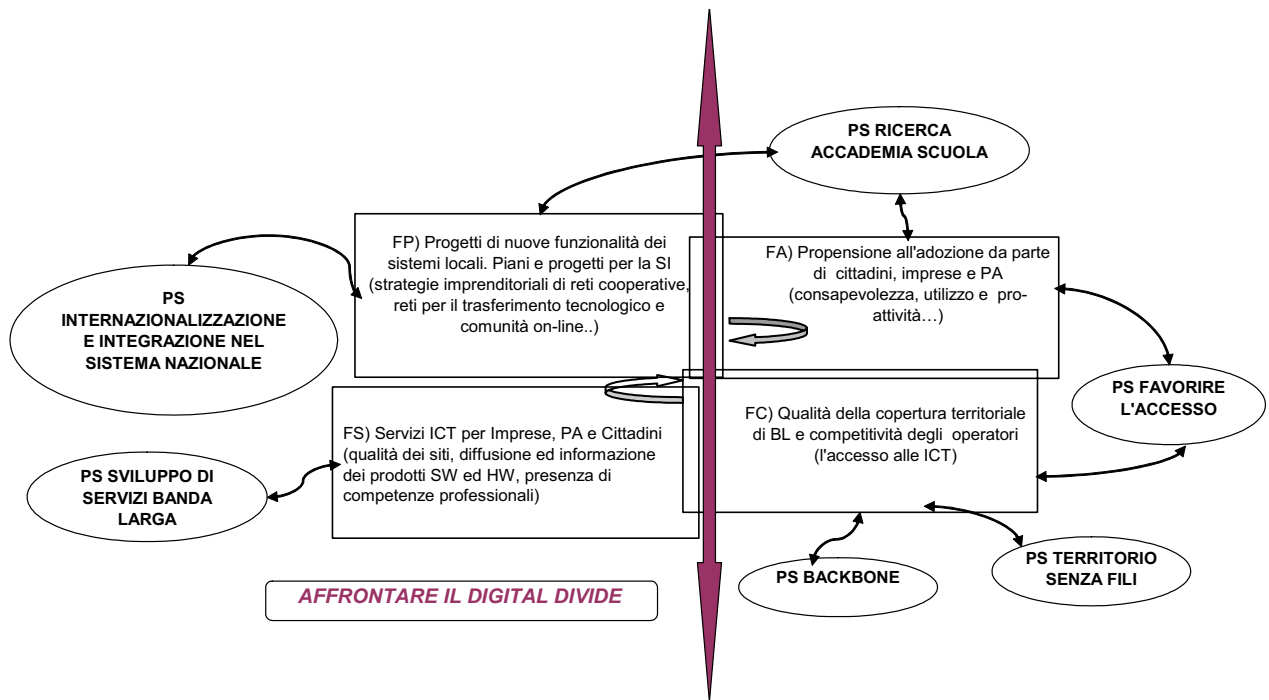 PS RICERCA
ACCADEMIA SCUOLA
FP) Progetti di nuove funzionalità dei
sistemi locali. Piani e progetti per la SI
(strategie imprenditoriali di reti cooperative,
reti per il trasferimento tecnologico e
comunità on-line..)
FA) Propensione all'adozione da parte
di  cittadini, imprese e PA
(consapevolezza, utilizzo e  pro-
attività…)
PS
INTERNAZIONALIZZAZIONE
E INTEGRAZIONE NEL
SISTEMA NAZIONALE
PS FAVORIRE
L'ACCESSO
FS) Servizi ICT per Imprese, PA e Cittadini
(qualità dei siti, diffusione ed informazione
dei prodotti SW ed HW, presenza di
competenze professionali)
FC) Qualità della copertura territoriale
di BL e competitività degli  operatori
(l'accesso alle ICT)
PS SVILUPPO DI
SERVIZI BANDA
LARGA
PS BACKBONE
PS TERRITORIO
SENZA FILI
AFFRONTARE IL DIGITAL DIVIDE